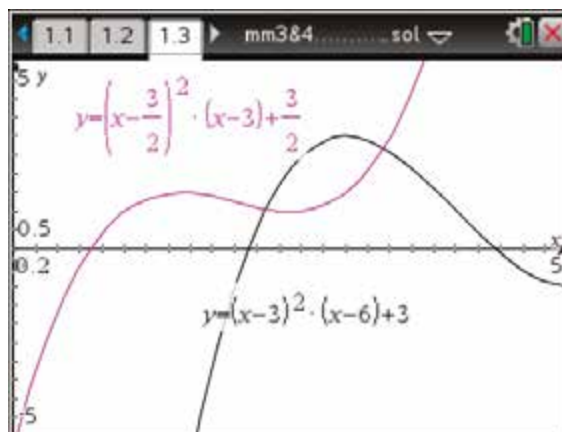 1.1 1.2 1.3 mm3&4...........sol
5 y
y=(x-3/2)²·(x-3)+3/2
0.5
x
0.2
5
y=(x-3)²·(x-6)+3
-5